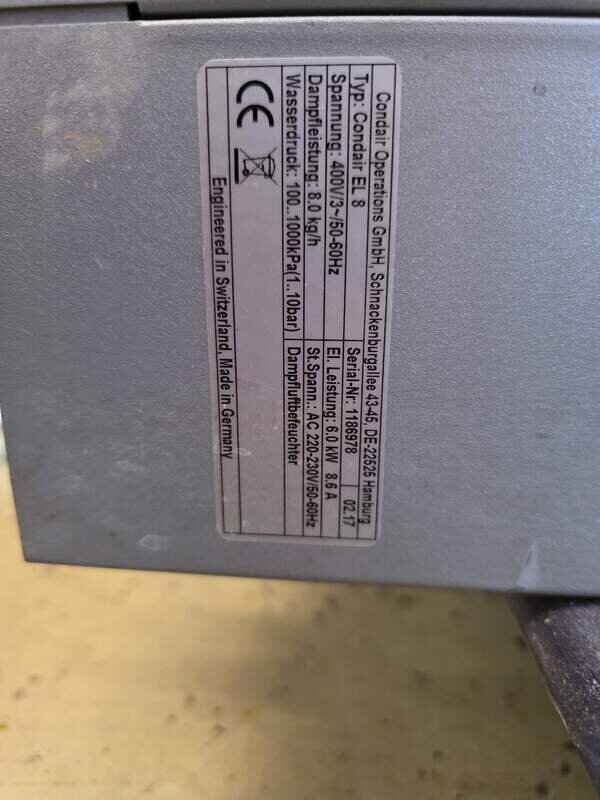 Condair Operations GmbH, Schnackenburgallee 43-45, DE-22525 Hamburg
Typ: Condair EL 8 Serial-Nr: 1186978 02.17
Spannung: 400V/3~/50-60Hz El. Leistung: 6.0 kW 8,6 A
Dampfleistung: 8.0 kg/h St.Spann.: AC 220-230V/50-60Hz
Wasserdruck: 100..1000kPa(1..10bar) Dampfluftbefeuchter
CE
Engineered in Switzerland, Made in Germany